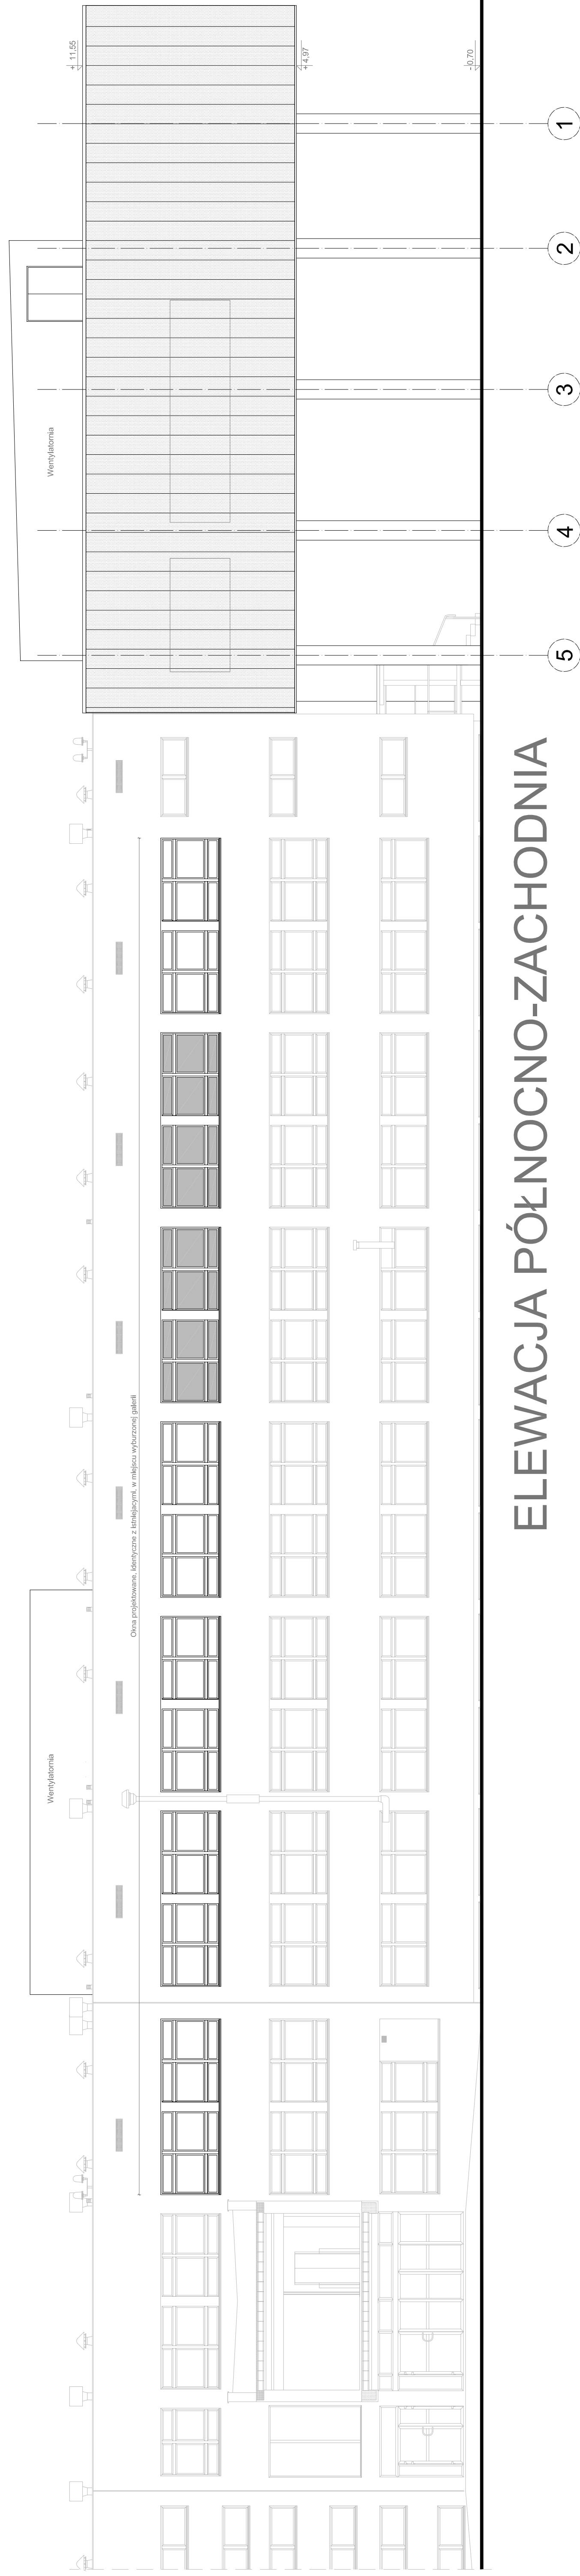 + 11,55
+ 4,97
- 0,70
1
2
3
4
5
Wentylatornia
Okna projektowane, identyczne z istniejącymi, w miejscu wyburzonej galerii
Wentylatornia
ELEWACJA PÓŁNOCNO-ZACHODNIA